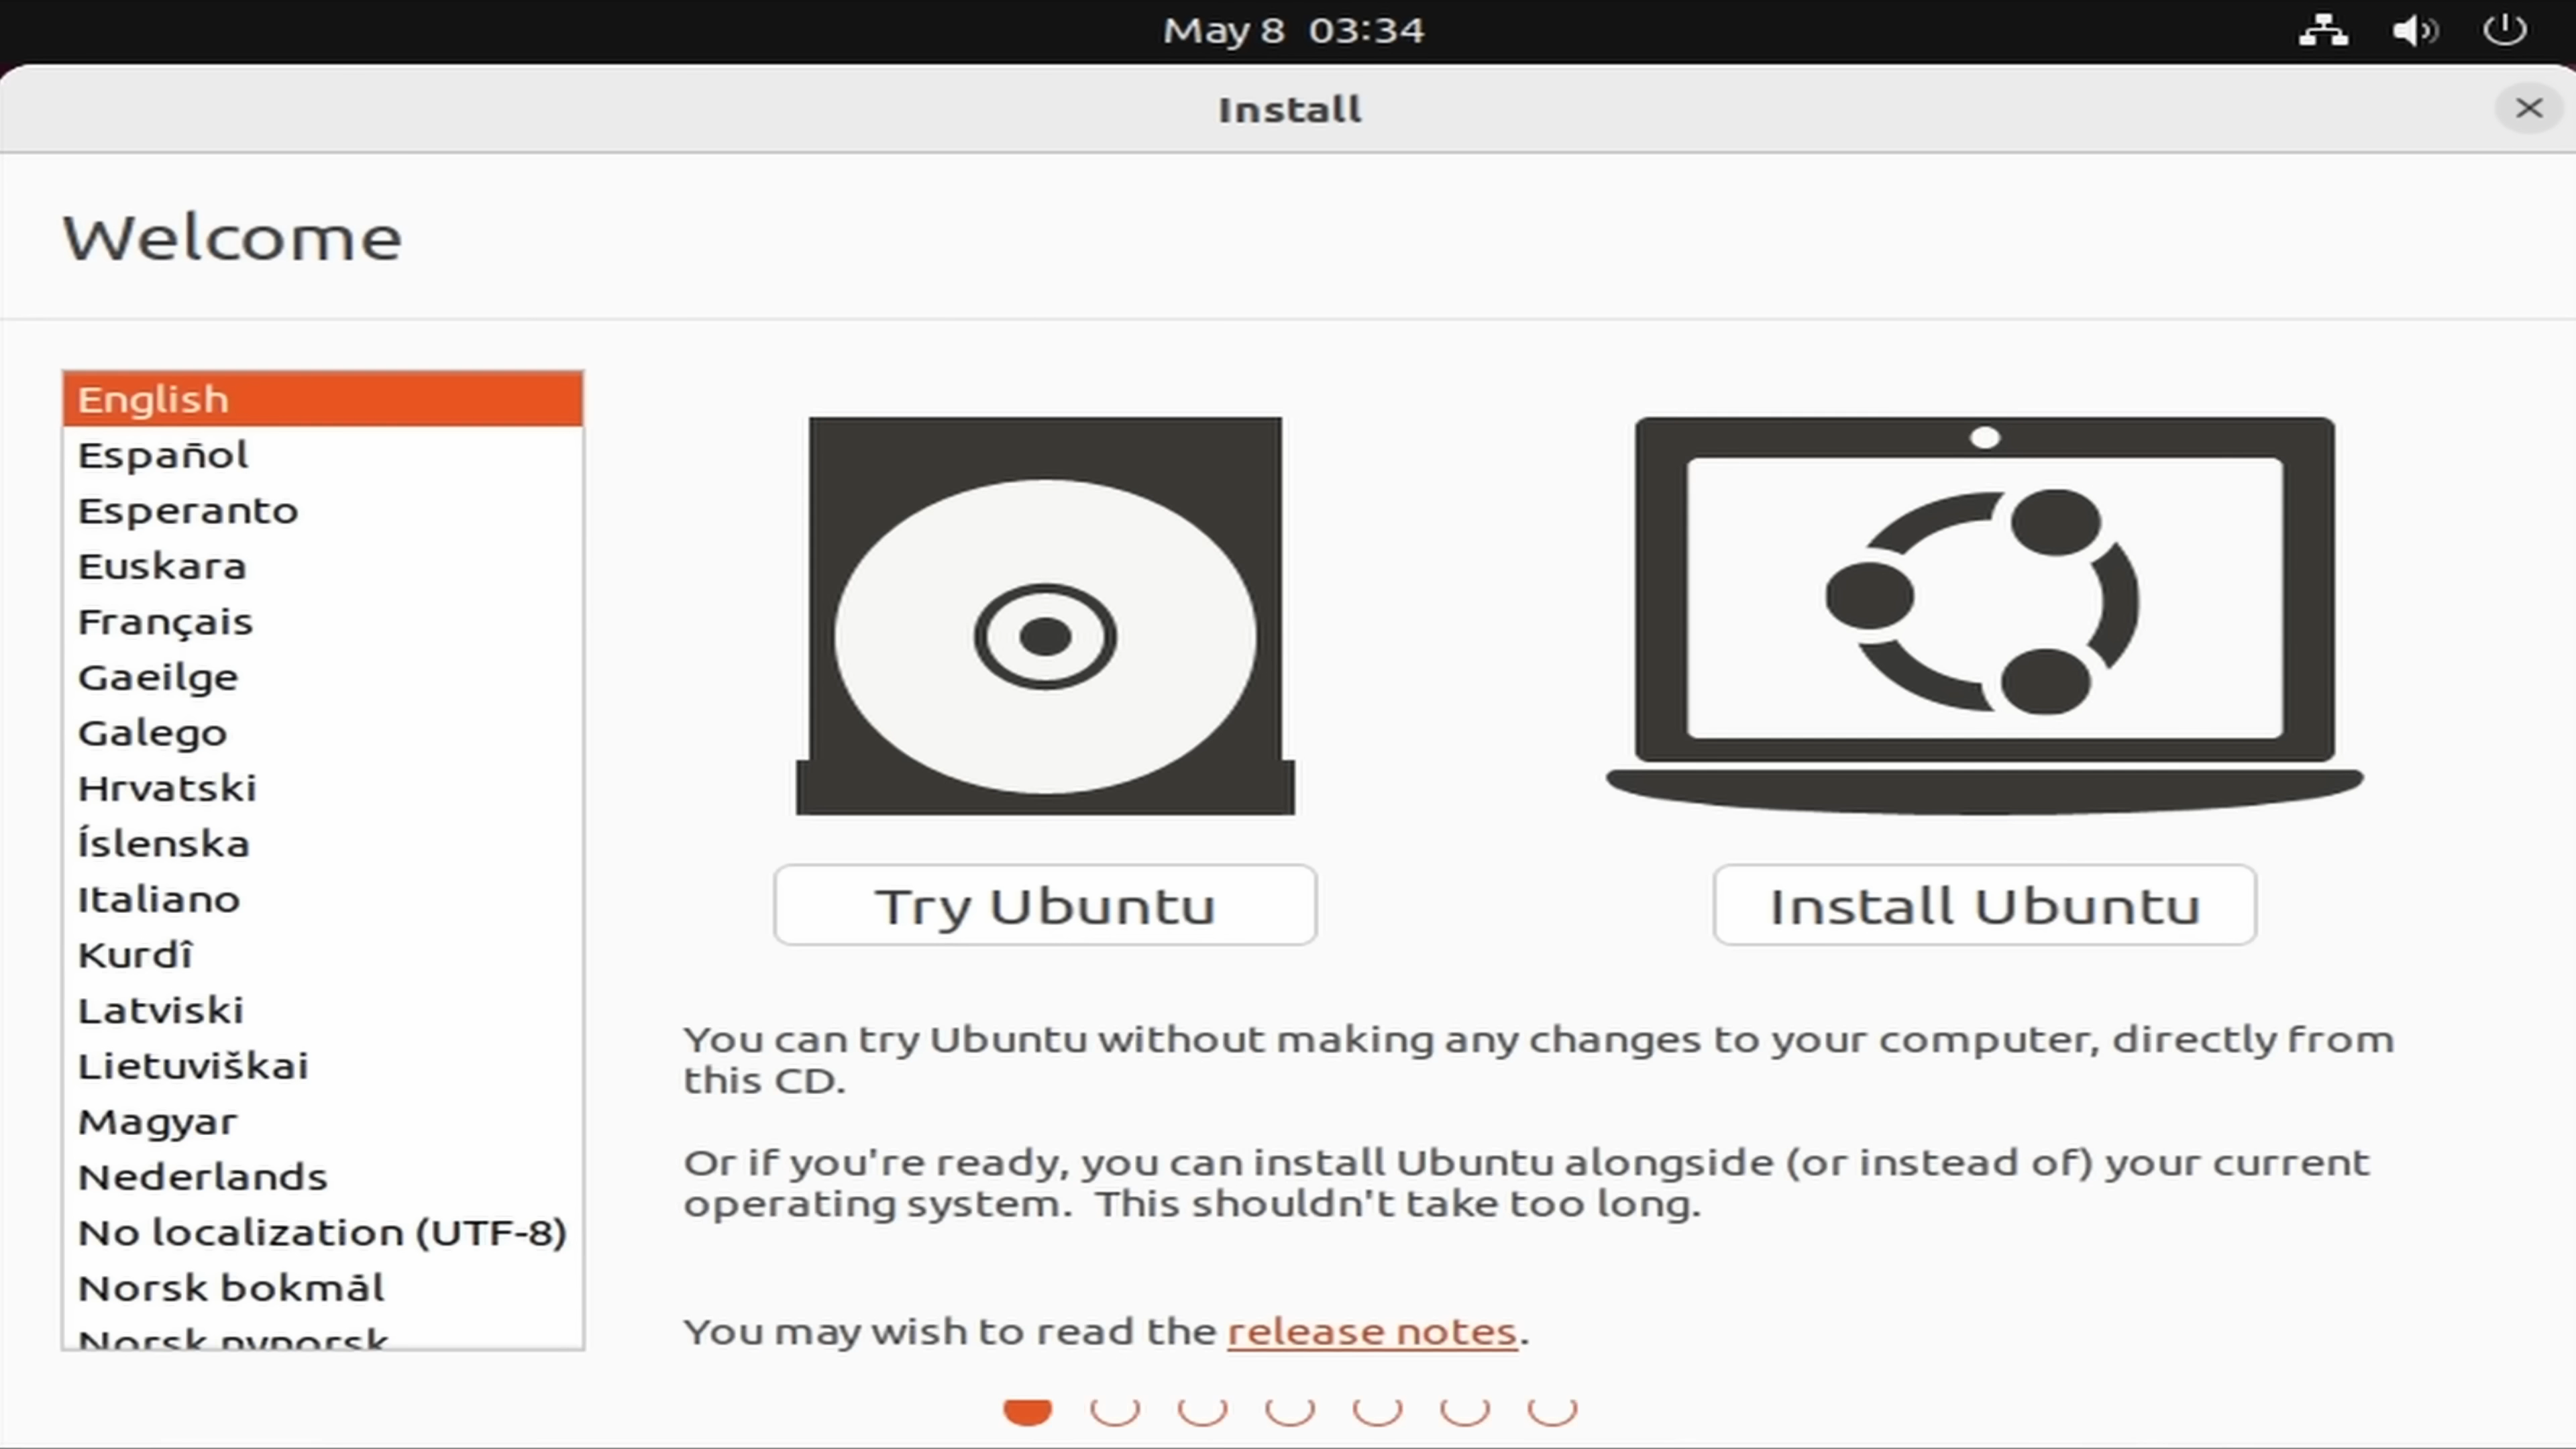 May 8 03:34
Install
Welcome
English
Español
Esperanto
Euskara
Français
Gaeilge
Galego
Hrvatski
Íslenska
Italiano
Kurdî
Latviski
Lietuviškai
Magyar
Nederlands
No localization (UTF-8)
Norsk bokmål
Norsk nynorsk
Try Ubuntu
Install Ubuntu
You can try Ubuntu without making any changes to your computer, directly from
this CD.
Or if you're ready, you can install Ubuntu alongside (or instead of) your current
operating system.  This shouldn't take too long.
You may wish to read the release notes.